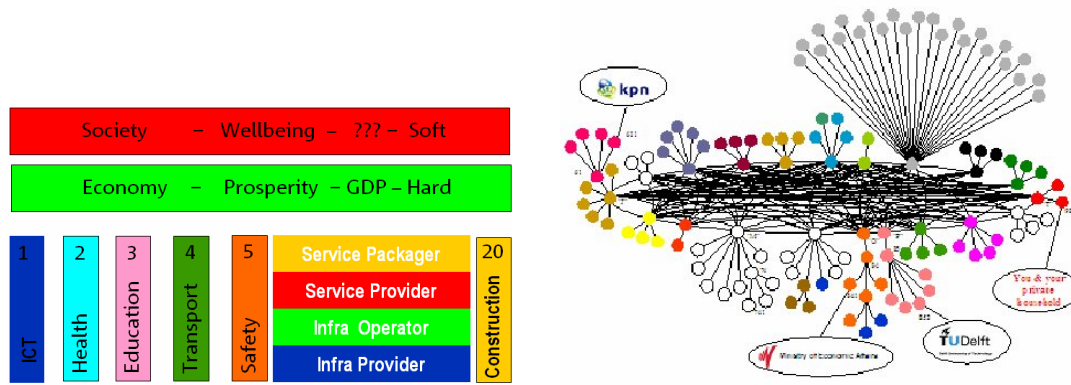 Society – Wellbeing – ??? – Soft
Economy – Prosperity – GDP – Hard
1
ICT
2
Health
3
Education
4
Transport
5
Safety
Service Packager
Service Provider
Infra Operator
Infra Provider
20
Construction
kpn
You & your
private
household
TUDelft
Ministry of Economic Affairs